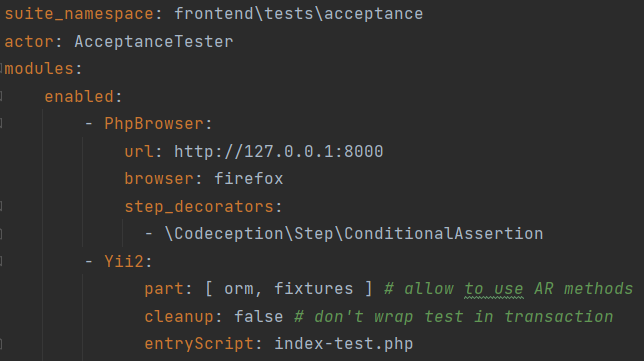 suite_namespace: frontend\tests\acceptance
actor: AcceptanceTester
modules:
    enabled:
        - PhpBrowser:
            url: http://127.0.0.1:8000
            browser: firefox
            step_decorators:
              - \Codeception\Step\ConditionalAssertion
        - Yii2:
              part: [ orm, fixtures ] # allow to use AR methods
              cleanup: false # don't wrap test in transaction
              entryScript: index-test.php